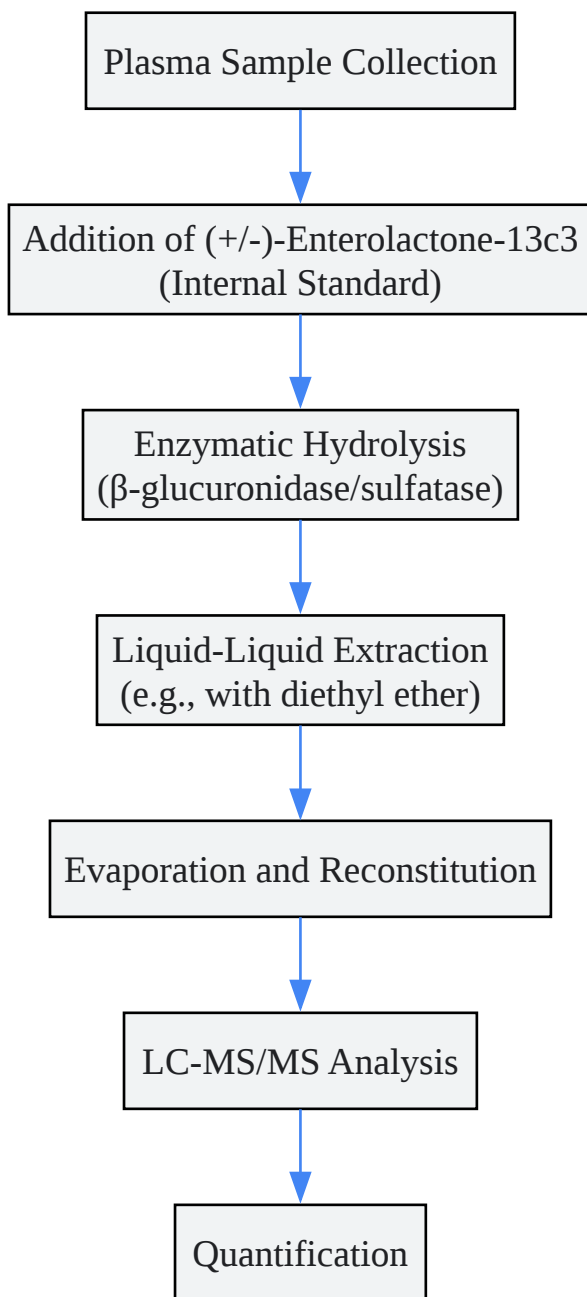 Plasma Sample Collection
Addition of (+/-)-Enterolactone-13c3
(Internal Standard)
Enzymatic Hydrolysis
(β-glucuronidase/sulfatase)
Liquid-Liquid Extraction
(e.g., with diethyl ether)
Evaporation and Reconstitution
LC-MS/MS Analysis
Quantification